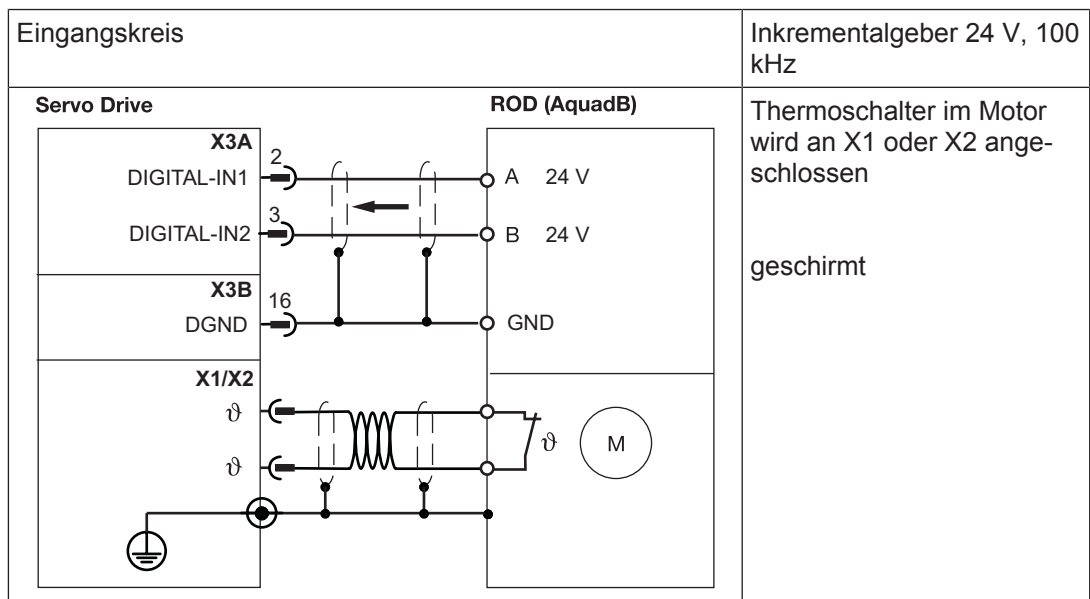 Eingangskreis
Inkrementalgeber 24 V, 100
kHz
Servo Drive
ROD (AquadB)
X3A
2
DIGITAL-IN1
A 24 V
3
DIGITAL-IN2
B 24 V
X3B
16
DGND
GND
X1/X2
ϑ
ϑ
ϑ
M
Thermoschalter im Motor
wird an X1 oder X2 ange-
schlossen
geschirmt